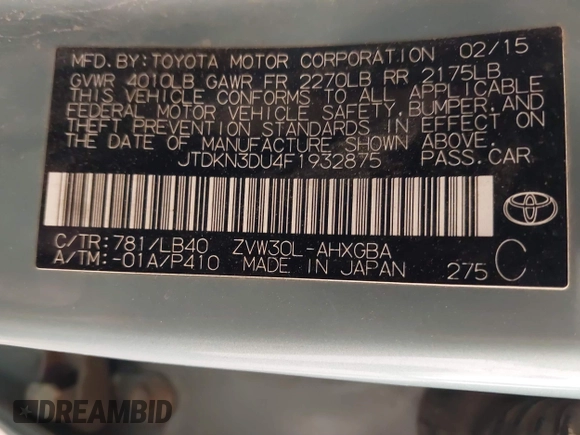 MFD. BY:TOYOTA MOTOR CORPORATION 02/15
GVWR 4010LB GAWR FR 2270LB RR 2175LB
THIS VEHICLE CONFORMS TO ALL APPLICABLE
FEDERAL MOTOR VEHICLE SAFETY,BUMPER,AND
THEFT PREVENTION STANDARDS IN EFFECT ON
THE DATE OF MANUFACTURE SHOWN ABOVE.
JTDKN3DU4F1932875 PASS.CAR
C/TR:781/LB40 ZVW30L-AHXGBA
A/TM:-01A/P410 MADE IN JAPAN 275 C
DREAMBID